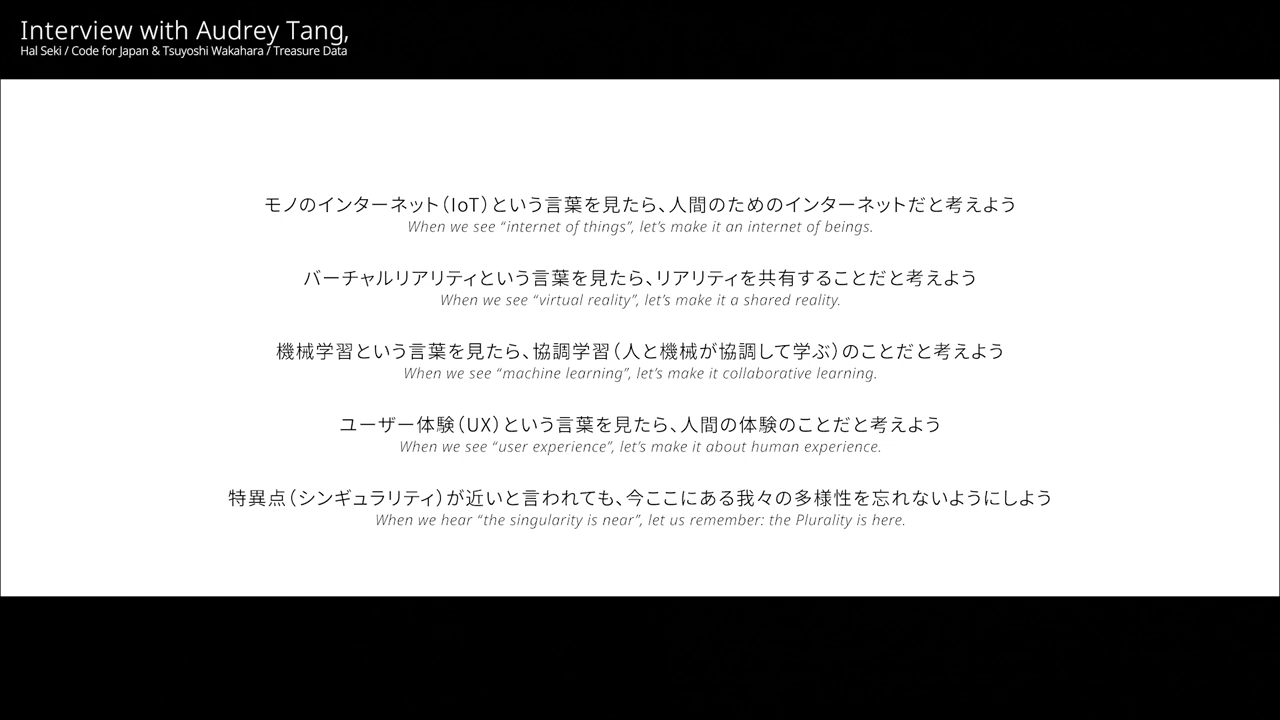 Interview with Audrey Tang,
Hal Seki / Code for Japan & Tsuyoshi Wakahara / Treasure Data
モノのインターネット（IoT）という言葉を見たら、人間のためのインターネットだと考えよう
When we see “internet of things”, let’s make it an internet of beings.
バーチャルリアリティという言葉を見たら、リアリティを共有することだと考えよう
When we see “virtual reality”, let’s make it a shared reality.
機械学習という言葉を見たら、協調学習（人と機械が協調して学ぶ）のことだと考えよう
When we see “machine learning”, let’s make it collaborative learning.
ユーザー体験（UX）という言葉を見たら、人間の体験のことだと考えよう
When we see “user experience”, let’s make it about human experience.
特異点（シンギュラリティ）が近いと言われても、今ここにある我々の多様性を忘れないようにしよう
When we hear “the singularity is near”, let us remember: the Plurality is here.